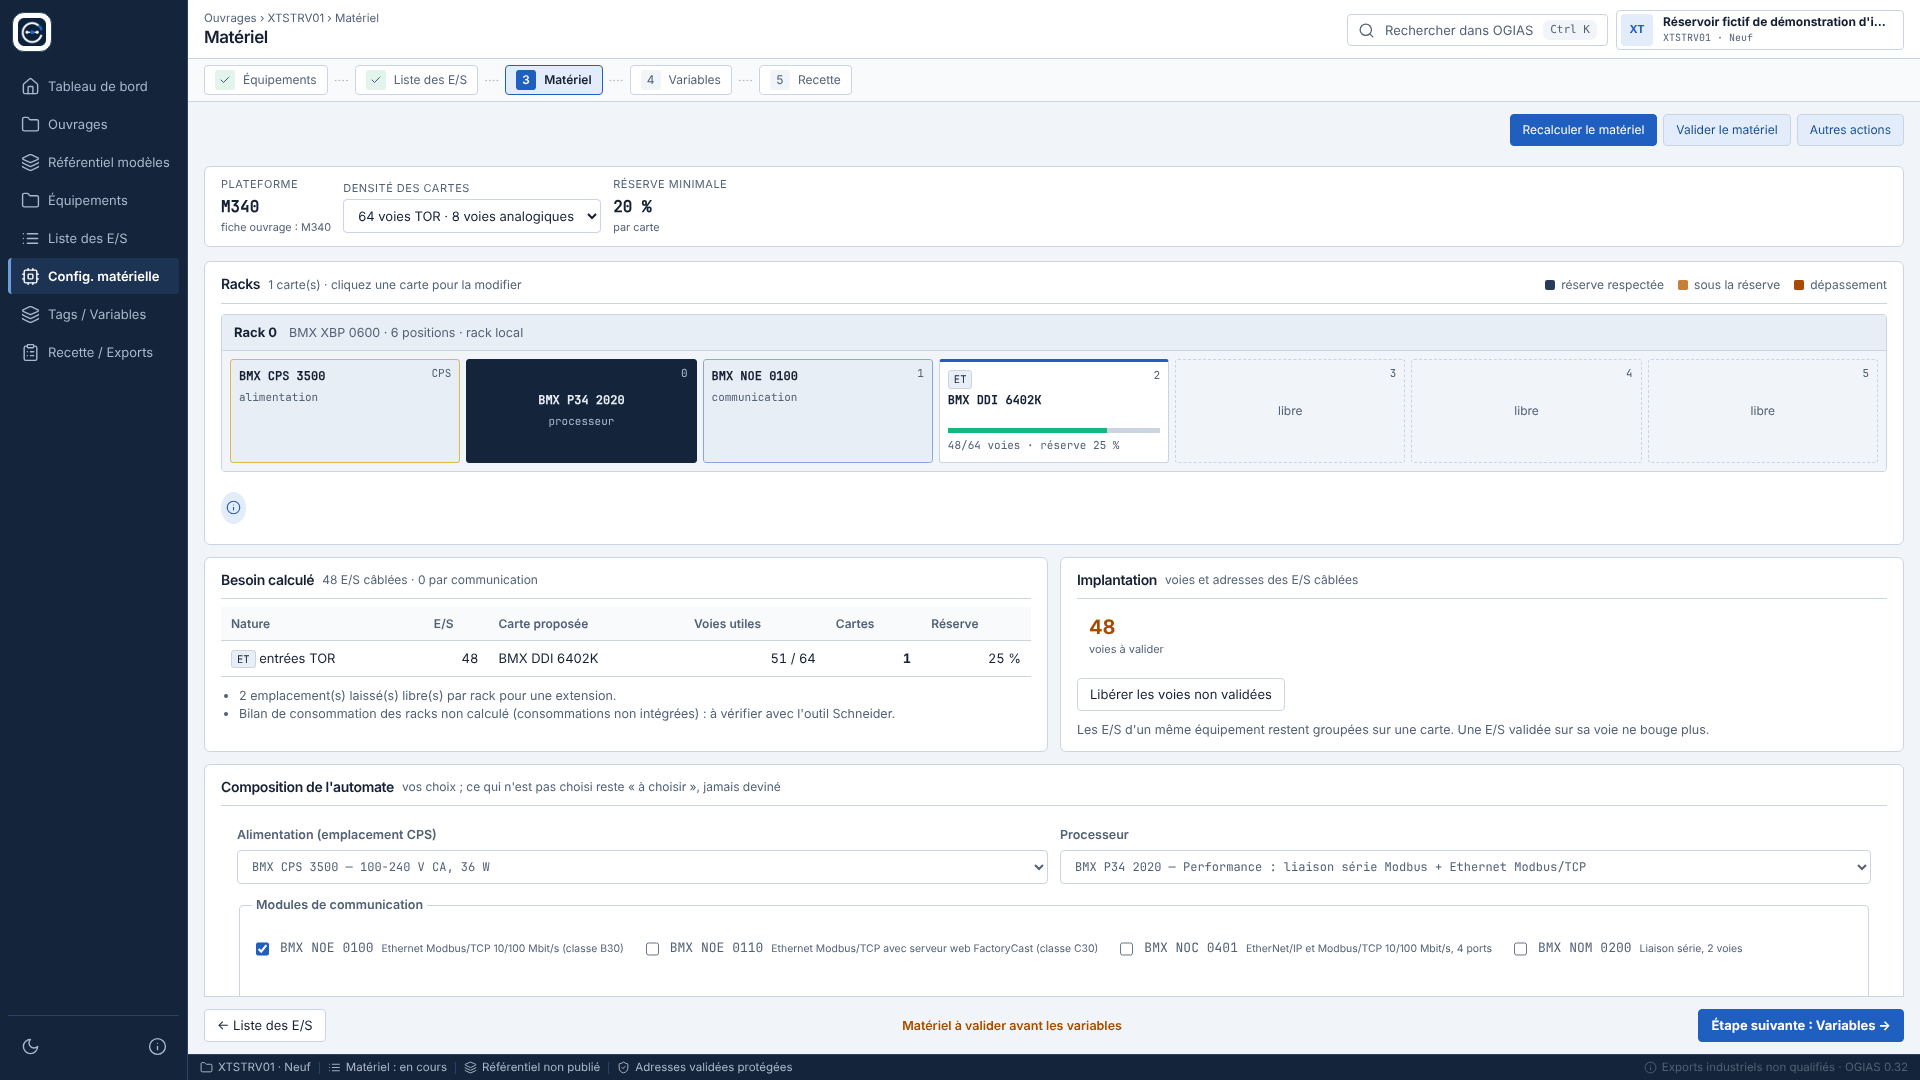 Ouvrages › XTSTRV01 › Matériel
Matériel
Rechercher dans OGIAS Ctrl K
XT
Réservoir fictif de démonstration d'i...
XTSTRV01 · Neuf
Tableau de bord
Ouvrages
Référentiel modèles
Équipements
Liste des E/S
Config. matérielle
Tags / Variables
Recette / Exports
Équipements
Liste des E/S
3 Matériel
4 Variables
5 Recette
Recalculer le matériel
Valider le matériel
Autres actions
PLATEFORME
M340
fiche ouvrage : M340
DENSITÉ DES CARTES
64 voies TOR · 8 voies analogiques
RÉSERVE MINIMALE
20 %
par carte
Racks 1 carte(s) · cliquez une carte pour la modifier
réserve respectée
sous la réserve
dépassement
Rack 0 BMX XBP 0600 · 6 positions · rack local
BMX CPS 3500 CPS
alimentation
0
BMX P34 2020
processeur
BMX NOE 0100 1
communication
ET 2
BMX DDI 6402K
48/64 voies · réserve 25 %
3
libre
4
libre
5
libre
Besoin calculé 48 E/S câblées · 0 par communication
Nature E/S Carte proposée Voies utiles Cartes Réserve
ET entrées TOR 48 BMX DDI 6402K 51 / 64 1 25 %
• 2 emplacement(s) laissé(s) libre(s) par rack pour une extension.
• Bilan de consommation des racks non calculé (consommations non intégrées) : à vérifier avec l'outil Schneider.
Implantation voies et adresses des E/S câblées
48
voies à valider
Libérer les voies non validées
Les E/S d'un même équipement restent groupées sur une carte. Une E/S validée sur sa voie ne bouge plus.
Composition de l'automate vos choix ; ce qui n'est pas choisi reste « à choisir », jamais deviné
Alimentation (emplacement CPS)
BMX CPS 3500 — 100-240 V CA, 36 W
Processeur
BMX P34 2020 — Performance : liaison série Modbus + Ethernet Modbus/TCP
Modules de communication
BMX NOE 0100 Ethernet Modbus/TCP 10/100 Mbit/s (classe B30)
BMX NOE 0110 Ethernet Modbus/TCP avec serveur web FactoryCast (classe C30)
BMX NOC 0401 EtherNet/IP et Modbus/TCP 10/100 Mbit/s, 4 ports
BMX NOM 0200 Liaison série, 2 voies
← Liste des E/S
Matériel à valider avant les variables
Étape suivante : Variables →
XTSTRV01 · Neuf
Matériel : en cours
Référentiel non publié
Adresses validées protégées
Exports industriels non qualifiés · OGIAS 0.32